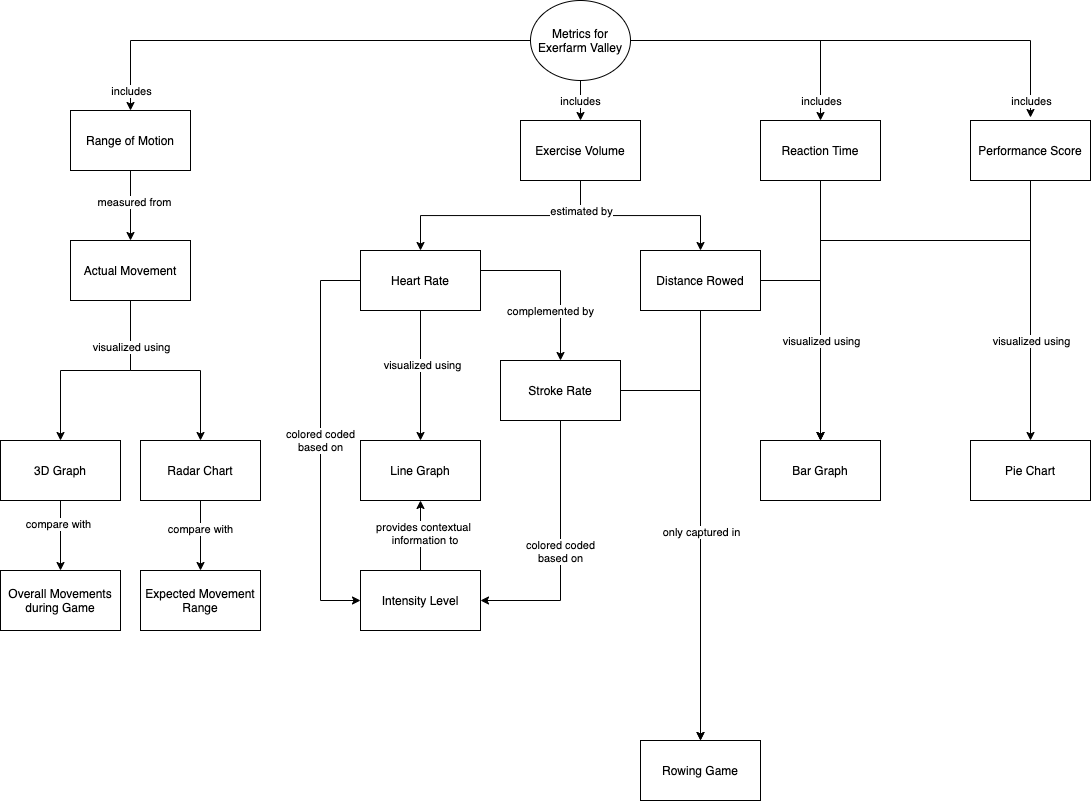 Metrics for
Exerfarm Valley
includes
includes
includes
includes
Range of Motion
Exercise Volume
Reaction Time
Performance Score
measured from
estimated by
Actual Movement
Heart Rate
Distance Rowed
complemented by
visualized using
visualized using
visualized using
visualized using
Stroke Rate
colored coded
based on
3D Graph
Radar Chart
Line Graph
Bar Graph
Pie Chart
compare with
compare with
provides contextual
information to
only captured in
colored coded
based on
Overall Movements
during Game
Expected Movement
Range
Intensity Level
Rowing Game